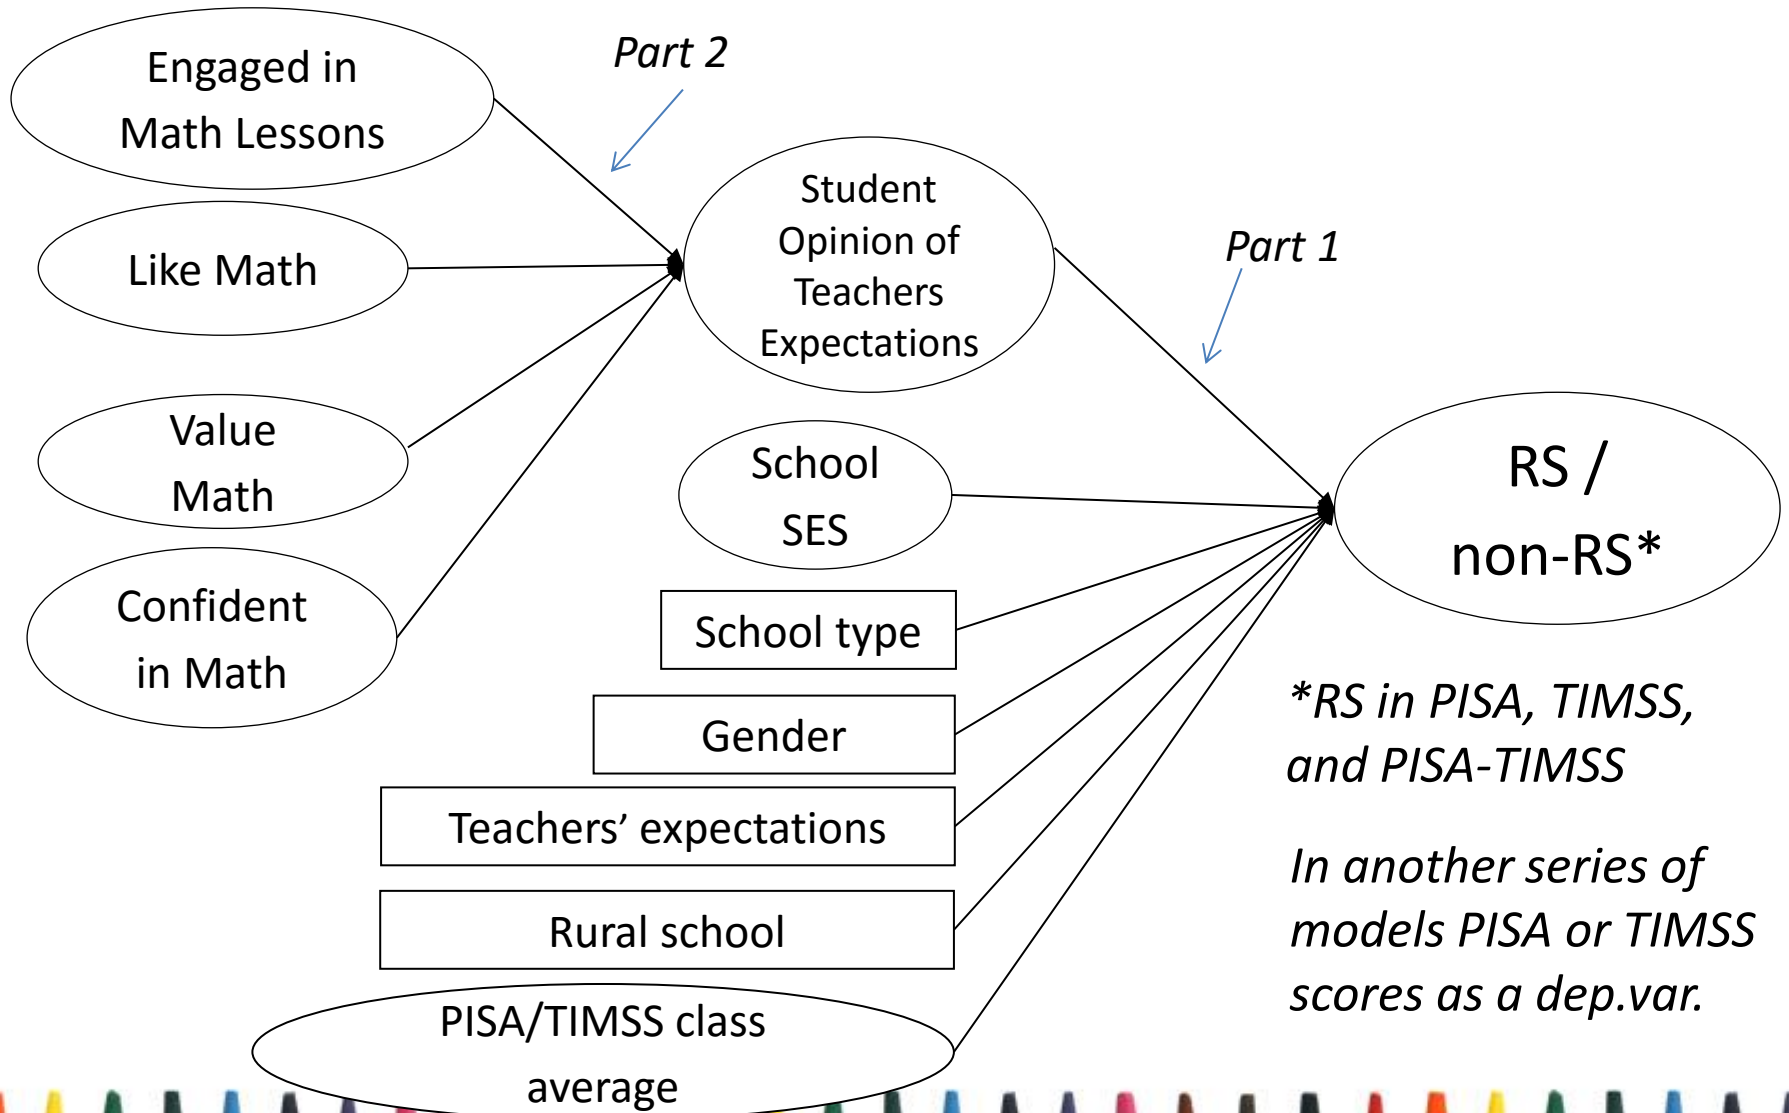 Engaged in
Math Lessons
Like Math
Value
Math
Confident
in Math
Part 2
Student
Opinion of
Teachers
Expectations
Part 1
School
SES
School type
Gender
Teachers’ expectations
Rural school
PISA/TIMSS class
average
RS /
non-RS*
*RS in PISA, TIMSS,
and PISA-TIMSS
In another series of
models PISA or TIMSS
scores as a dep.var.